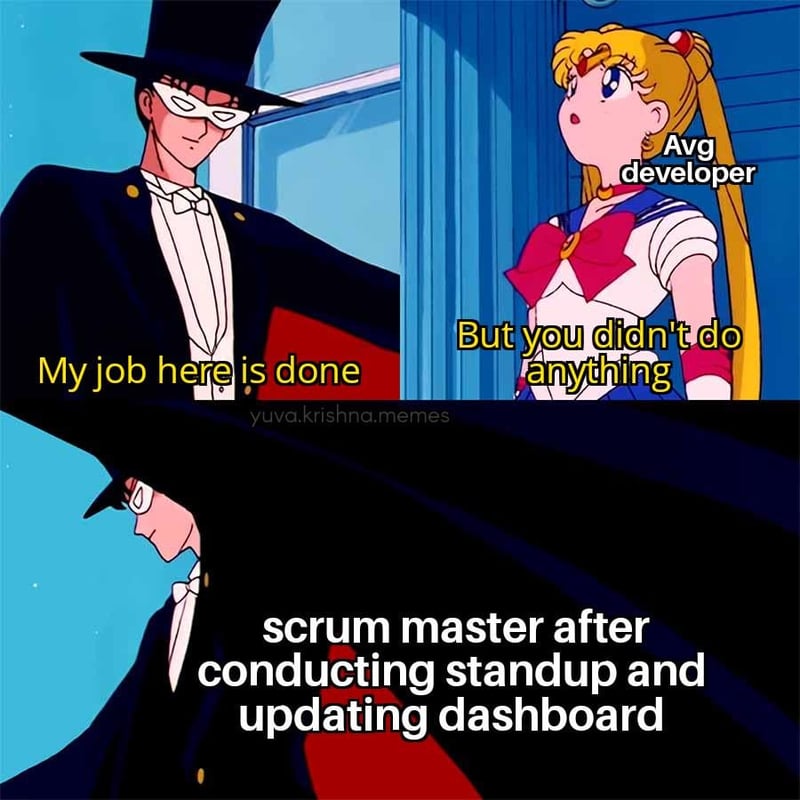 My job here is done
Avg
developer
But you didn't do
anything
yuva.krishna.memes
scrum master after
conducting standup and
updating dashboard